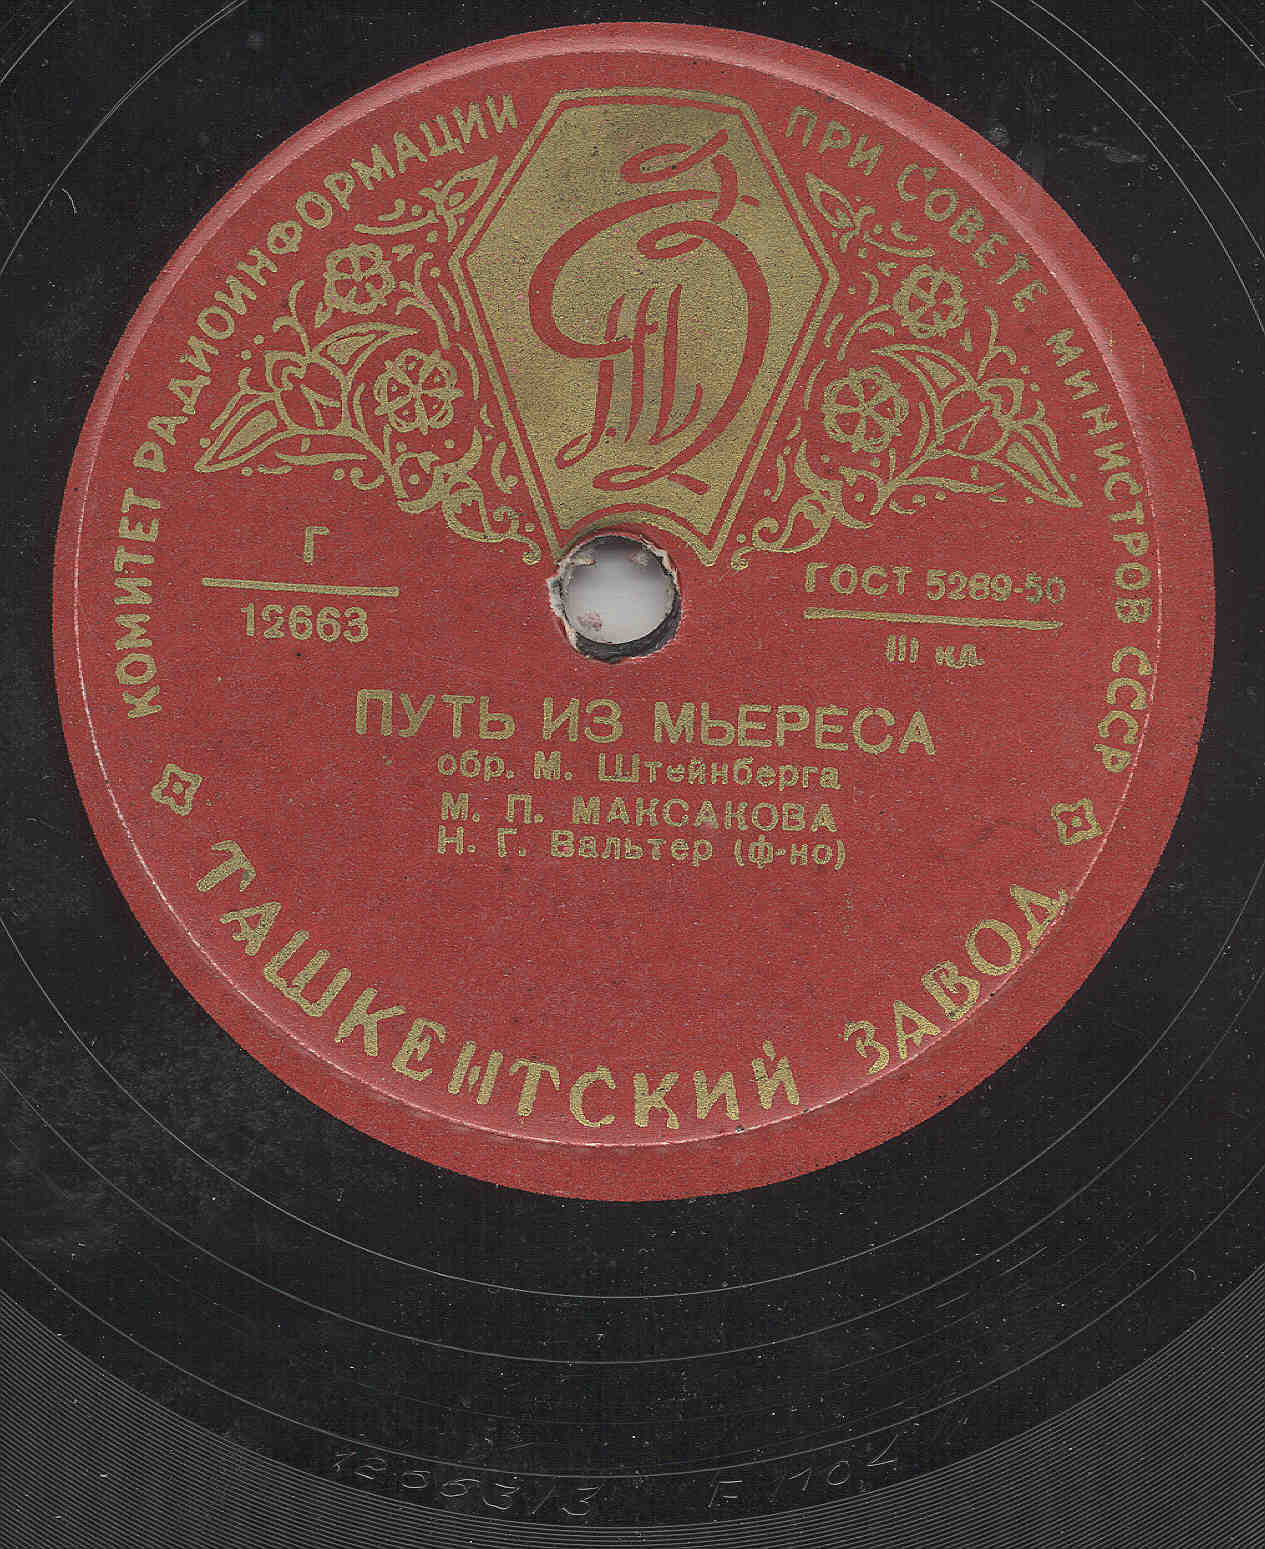 КОМИТЕТ РАДИОИНФОРМАЦИИ ПРИ СОВЕТЕ МИНИСТРОВ СССР
Г
12663
ГОСТ 5289-50
III кл.
ПУТЬ ИЗ МЬЕРЕСА
обр. М. Штейнберга
М. П. МАКСАКОВА
Н. Г. Вальтер (ф-но)
ТАШКЕНТСКИЙ ЗАВОД